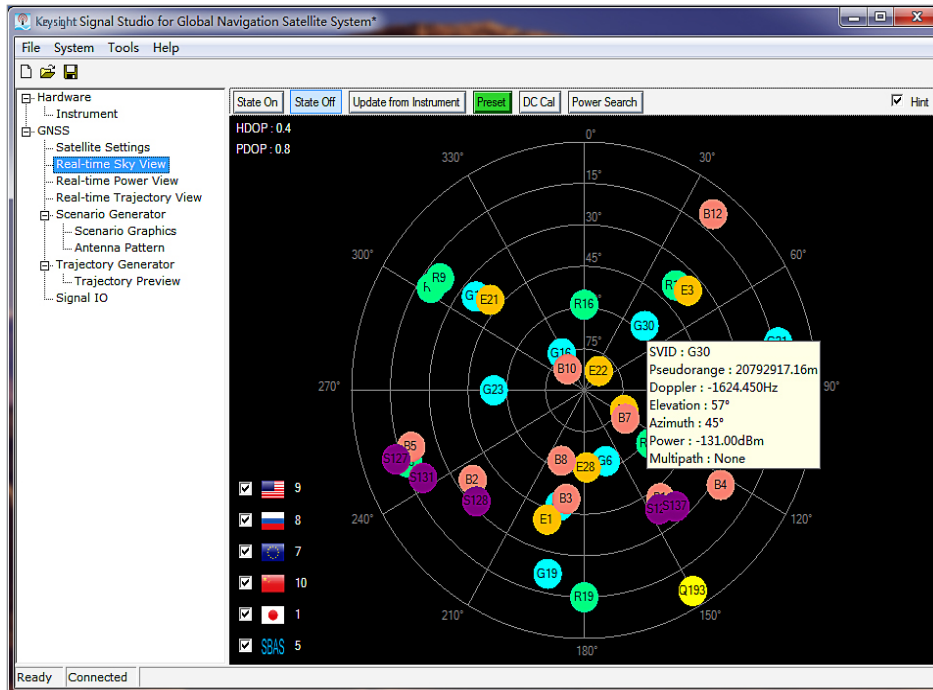 Keysight Signal Studio for Global Navigation Satellite System*
File System Tools Help
Hardware
Instrument
GNSS
Satellite Settings
Real-time Sky View
Real-time Power View
Real-time Trajectory View
Scenario Generator
Scenario Graphics
Antenna Pattern
Trajectory Generator
Trajectory Preview
Signal IO
State On State Off Update from Instrument Preset DC Cal Power Search Hint
HDOP : 0.4
PDOP : 0.8
0°
330° 30°
15°
B12
30°
300° 60°
45°
R9
E21 E3
R16
G30
G16 75°
B10 E22
270° G23 90°
B7
SVID : G30
Pseudorange : 20792917.16m
Doppler : -1624.450Hz
Elevation : 57°
Azimuth : 45°
Power : -131.00dBm
Multipath : None
B5
S127
S131
B8 E28 G6
B2
S128
B3
B4
S137
E1
240° 120°
G19
R19
Q193
210° 150°
180°
9
8
7
10
1
SBAS 5
Ready Connected